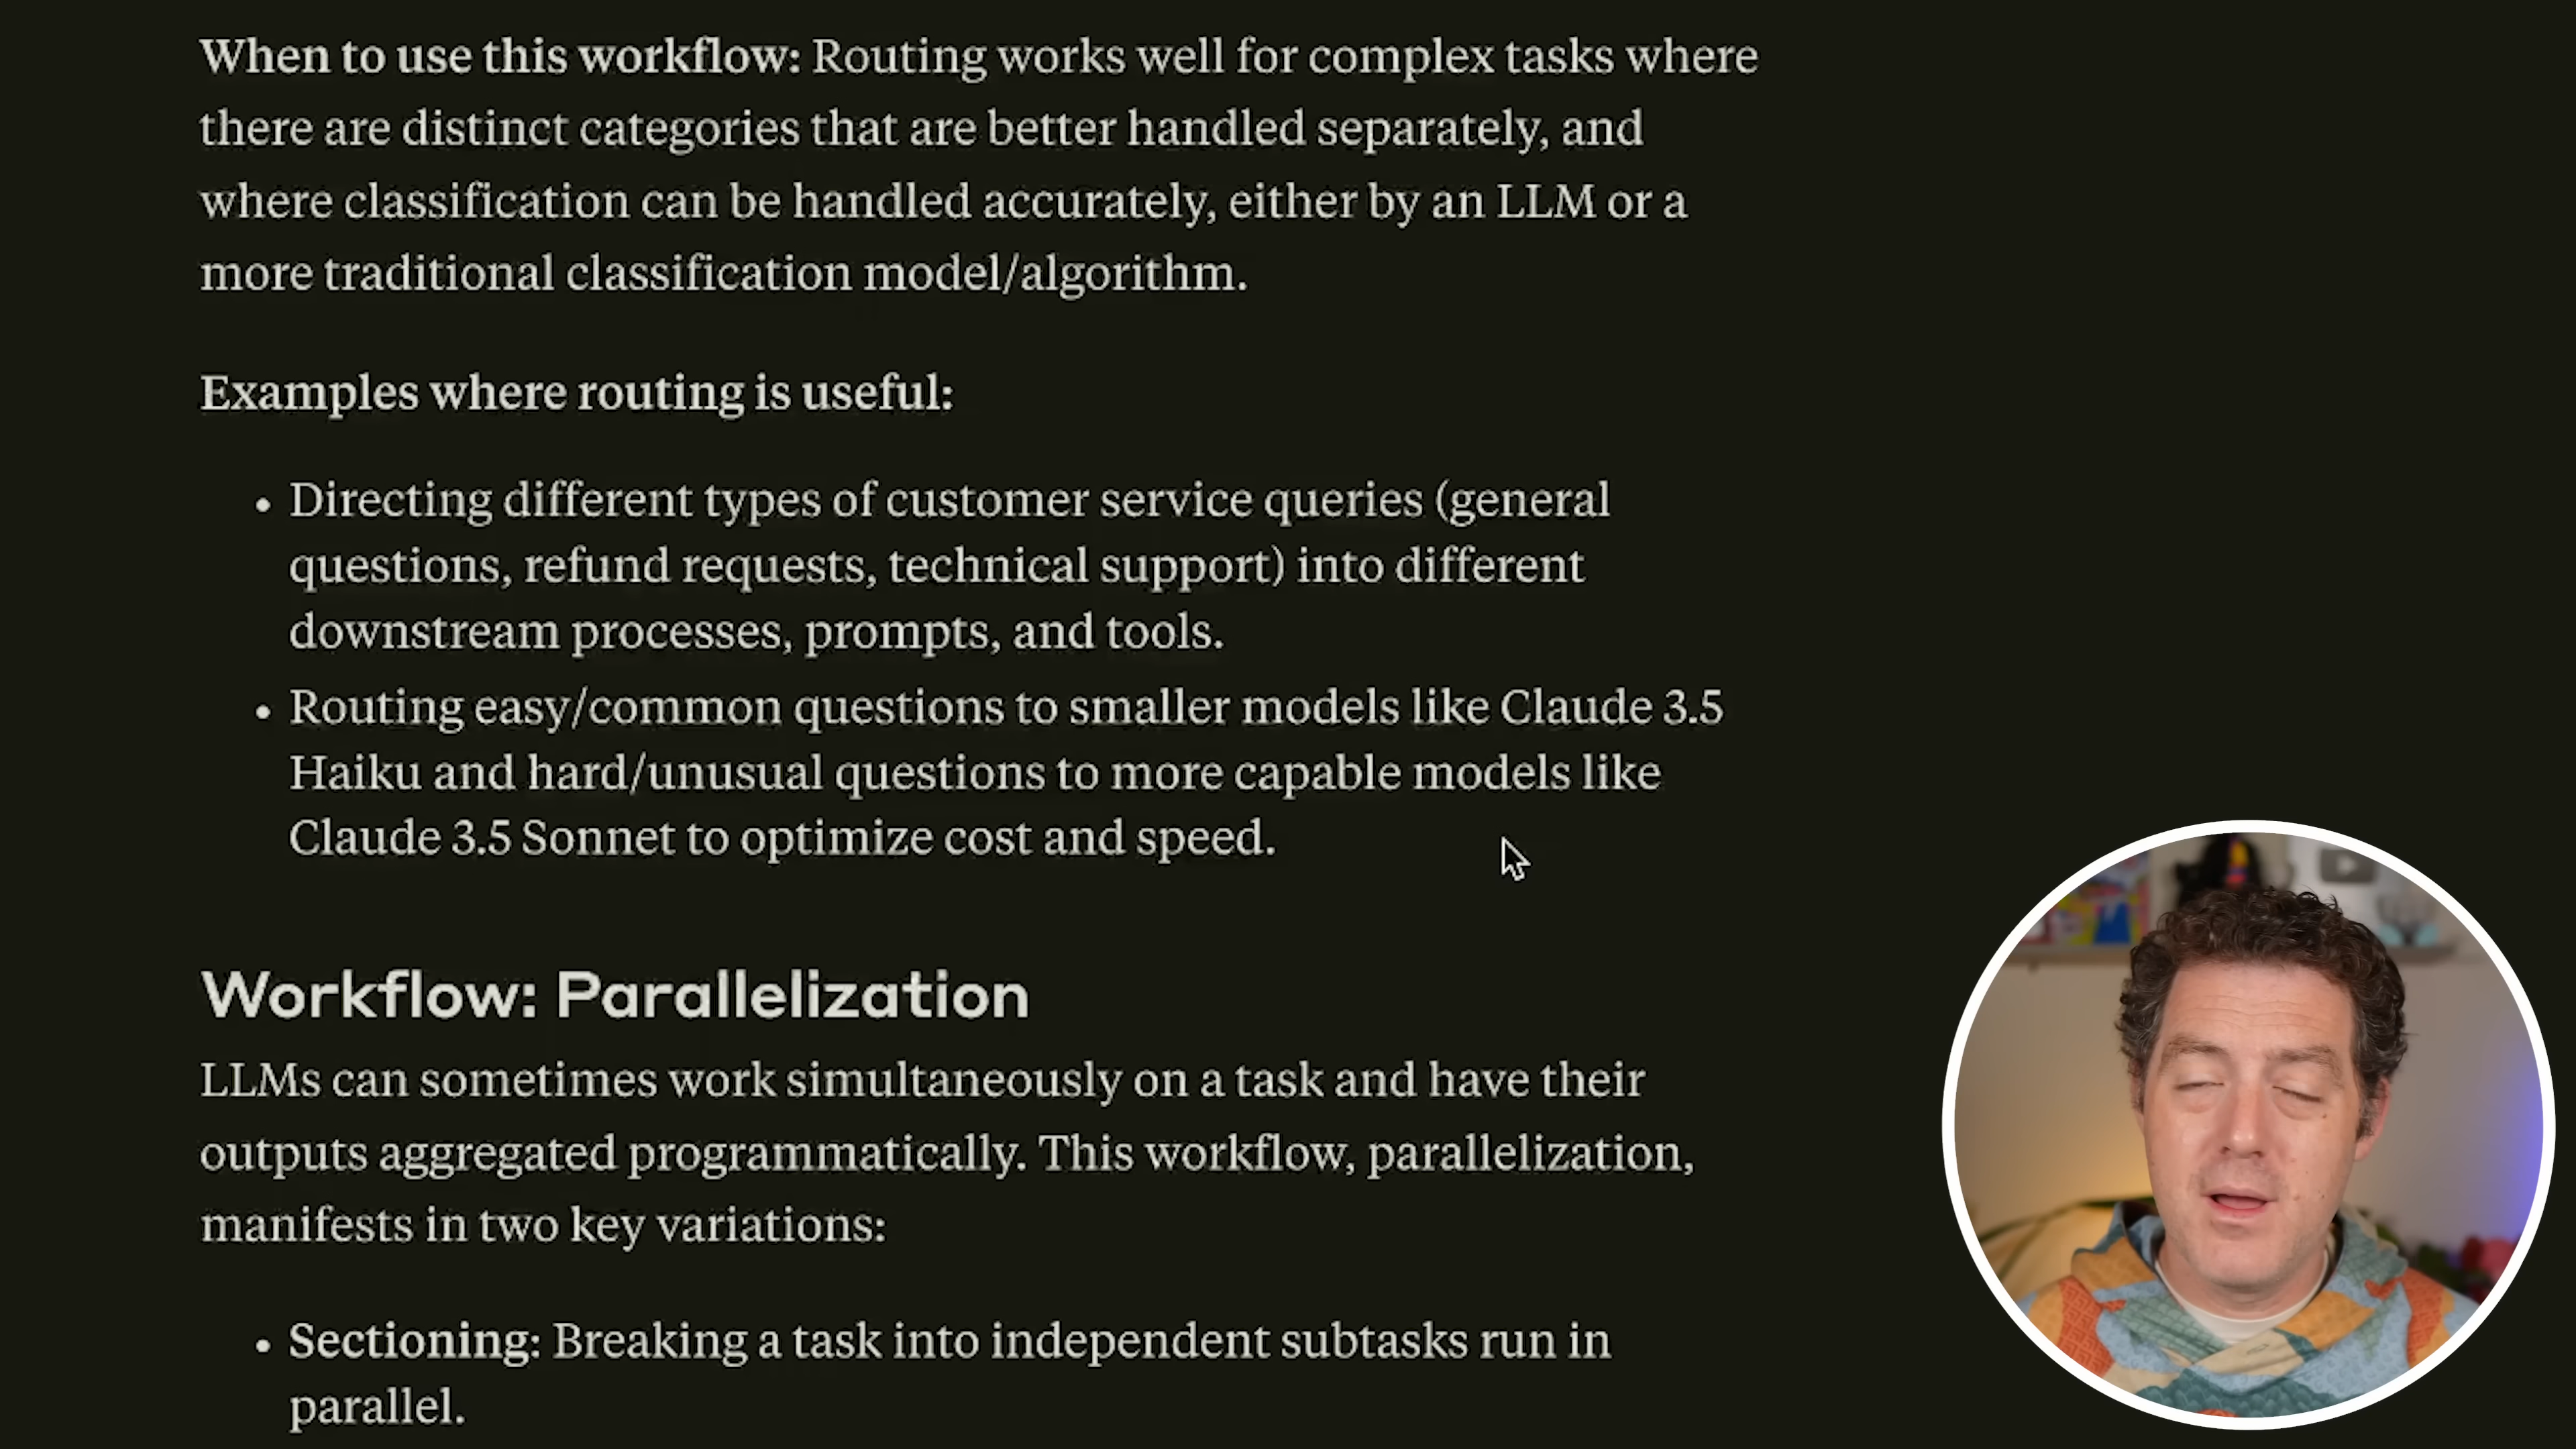 When to use this workflow: Routing works well for complex tasks where
there are distinct categories that are better handled separately, and
where classification can be handled accurately, either by an LLM or a
more traditional classification model/algorithm.
Examples where routing is useful:
• Directing different types of customer service queries (general
questions, refund requests, technical support) into different
downstream processes, prompts, and tools.
• Routing easy/common questions to smaller models like Claude 3.5
Haiku and hard/unusual questions to more capable models like
Claude 3.5 Sonnet to optimize cost and speed.
Workflow: Parallelization
LLMs can sometimes work simultaneously on a task and have their
outputs aggregated programmatically. This workflow, parallelization,
manifests in two key variations:
• Sectioning: Breaking a task into independent subtasks run in
parallel.